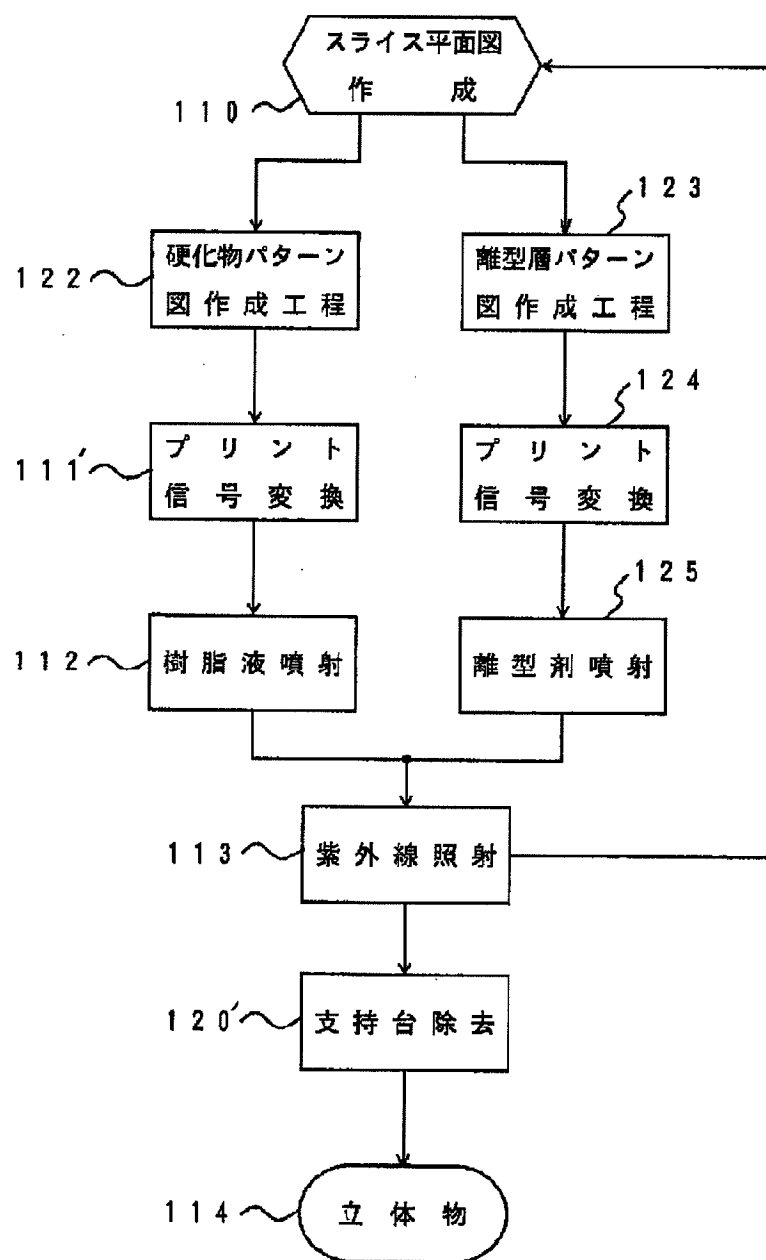 スライス平面図
作成
110
123
硬化物パターン
図作成工程
122
離型層パターン
図作成工程
124
プリント
信号変換
111'
プリント
信号変換
125
112
樹脂液噴射
離型剤噴射
113
紫外線照射
120'
支持台除去
114
立体物